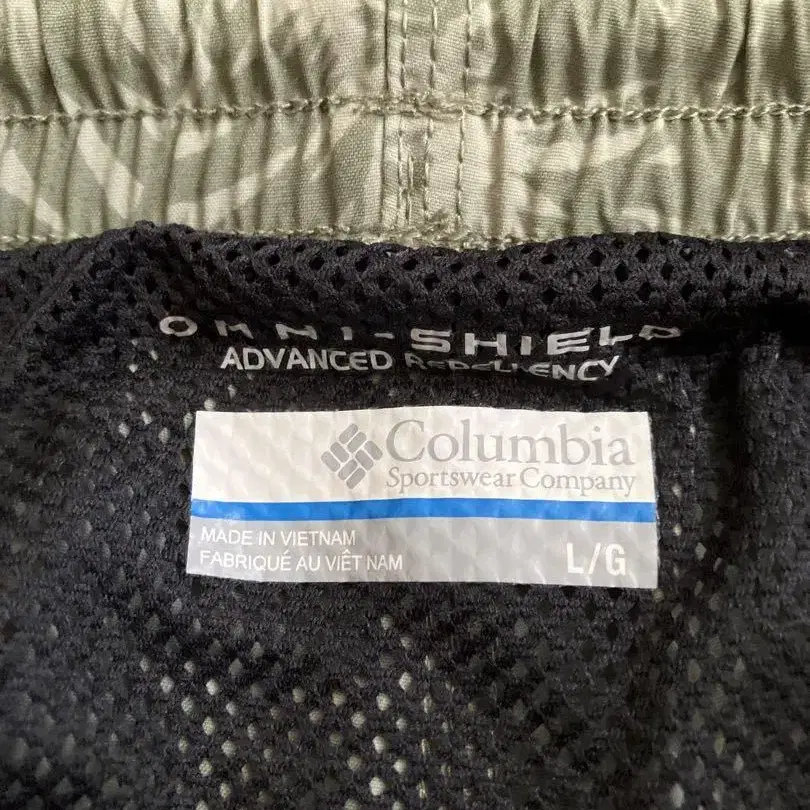 OMNI-SHIELD
ADVANCED REPELLENCY
Columbia
Sportswear Company
MADE IN VIETNAM
FABRIQUÉ AU VIÊT NAM
L/G